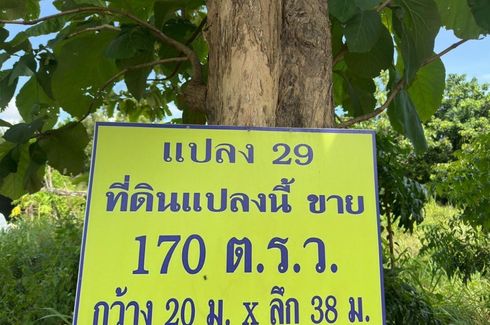 แปลง 29
ที่ดินแปลงนี้ ขาย
170 ต.ร.ว.
กว้าง 20 ม. x ลึก 38 ม.